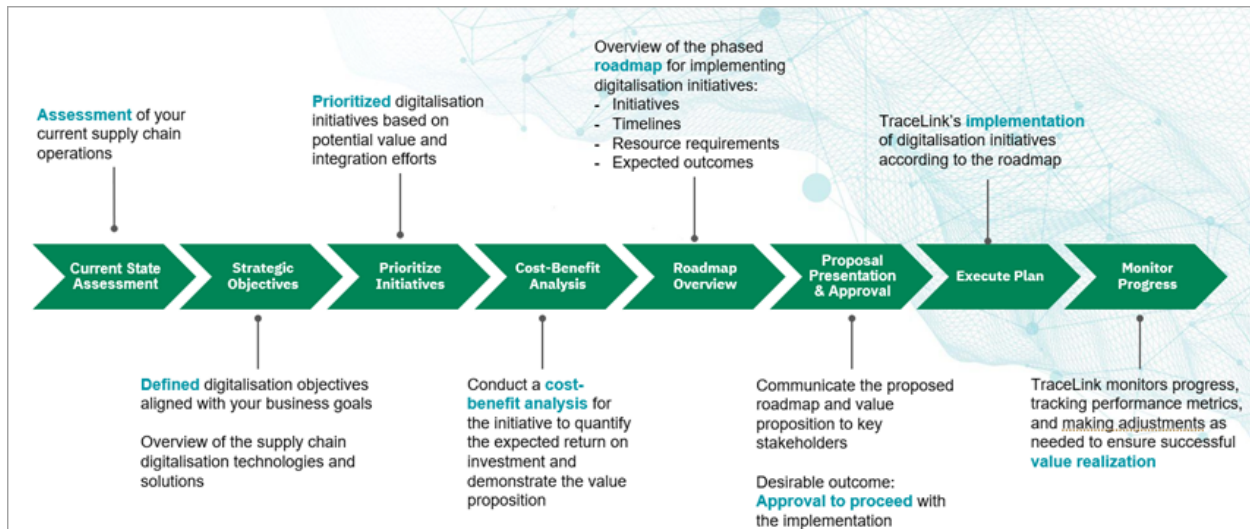 Assessment of your
current supply chain
operations
Prioritized digitalisation
initiatives based on
potential value and
integration efforts
Overview of the phased
roadmap for implementing
digitalisation initiatives:
- Initiatives
- Timelines
- Resource requirements
- Expected outcomes
TraceLink's implementation
of digitalisation initiatives
according to the roadmap
Current State
Assessment
Strategic
Objectives
Prioritize
Initiatives
Cost-Benefit
Analysis
Roadmap
Overview
Proposal
Presentation
& Approval
Execute Plan
Monitor
Progress
Defined digitalisation objectives
aligned with your business goals
Overview of the supply chain
digitalisation technologies and
solutions
Conduct a cost-
benefit analysis for
the initiative to quantify
the expected return on
investment and
demonstrate the value
proposition
Communicate the proposed
roadmap and value
proposition to key
stakeholders
Desirable outcome:
Approval to proceed with
the implementation
TraceLink monitors progress,
tracking performance metrics,
and making adjustments as
needed to ensure successful
value realization